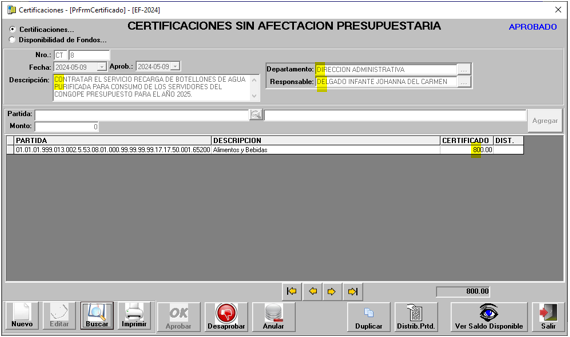 Certificaciones - [PrFrmCertificado] - [EF-2024]
Certificaciones...
Disponibilidad de Fondos...
CERTIFICACIONES SIN AFECTACION PRESUPUESTARIA
APROBADO
Nro.: CT 8
Fecha: 2024-05-09 Aprob.: 2024-05-09
Descripción: CONTRATAR EL SERVICIO RECARGA DE BOTELLONES DE AGUA
PURIFICADA PARA CONSUMO DE LOS SERVIDORES DEL
CONGOPE PRESUPUESTO PARA EL AÑO 2025.
Departamento: DIRECCION ADMINISTRATIVA
Responsable: DELGADO INFANTE JOHANNA DEL CARMEN
Partida:
Monto: 0
Agregar
PARTIDA DESCRIPCION CERTIFICADO DIST.
01.01.01.999.013.002.5.53.08.01.000.99.99.99.99.17.17.50.001.65200 Alimentos y Bebidas 800.00
800.00
Nuevo Editar Buscar Imprimir Aprobar Desaprobar Anular Duplicar Distrib.Ptd. Ver Saldo Disponible Salir
OK